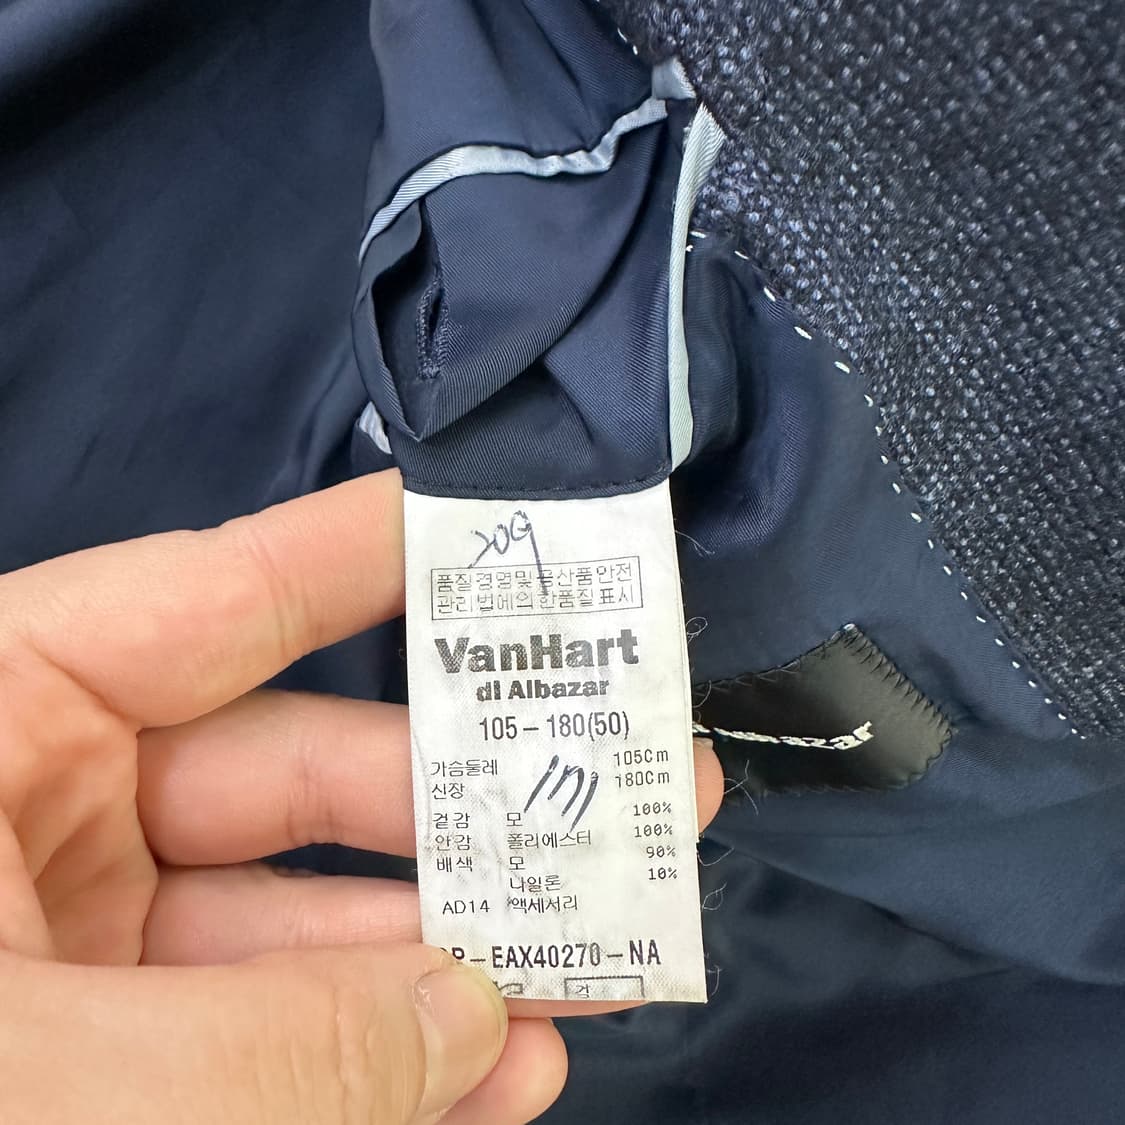 209
품질경영및공산품안전
관리법에의한품질표시
VanHart
di Albazar
105-180(50)
가슴둘레 105Cm
신장 180Cm
겉감 모 100%
안감 폴리에스터 100%
배색 모 90%
나일론 10%
AD14 액세서리
-EAX40270-NA